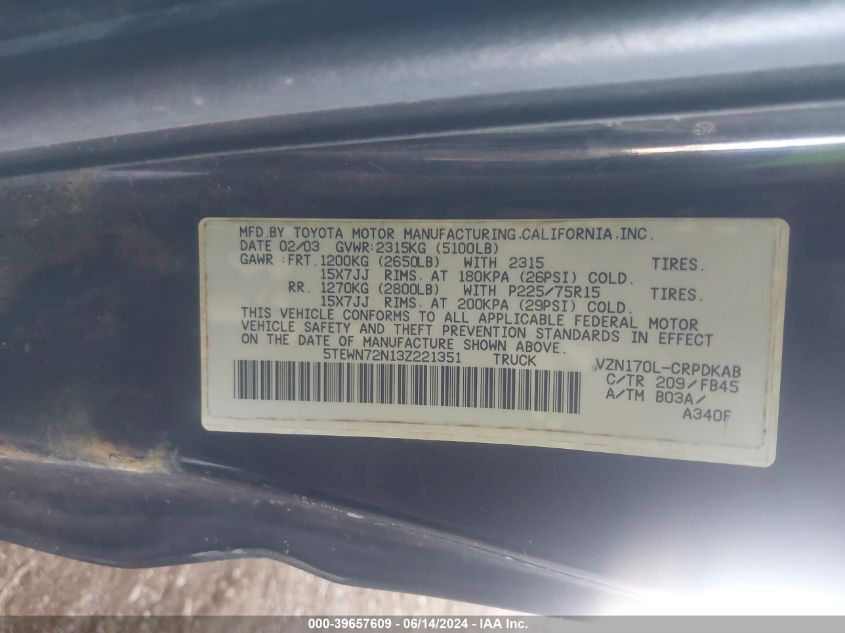 MFD.BY TOYOTA MOTOR MANUFACTURING.CALIFORNIA.INC.
DATE 02/03 GVWR:2315KG (5100LB)
GAWR :FRT.1200KG (2650LB) WITH 2315 TIRES.
15X7JJ RIMS. AT 180KPA (26PSI) COLD.
RR. 1270KG (2800LB) WITH P225/75R15 TIRES.
15X7JJ RIMS. AT 200KPA (29PSI) COLD.
THIS VEHICLE CONFORMS TO ALL APPLICABLE FEDERAL MOTOR
VEHICLE SAFETY AND THEFT PREVENTION STANDARDS IN EFFECT
ON THE DATE OF MANUFACTURE SHOWN ABOVE.
5TEWN72N13Z221351 TRUCK
VZN170L-CRPDKAB
C/TR 209/FB45
A/TM B03A/
A340F
000-39657609 - 06/14/2024 - IAA Inc.